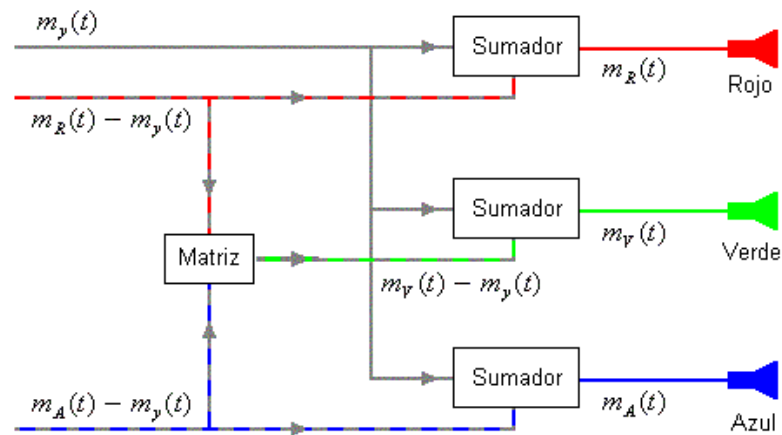 m_y(t)
Sumador
m_R(t)
Rojo
m_R(t) − m_y(t)
Sumador
m_V(t)
Verde
Matriz
m_V(t) − m_y(t)
Sumador
m_A(t)
Azul
m_A(t) − m_y(t)